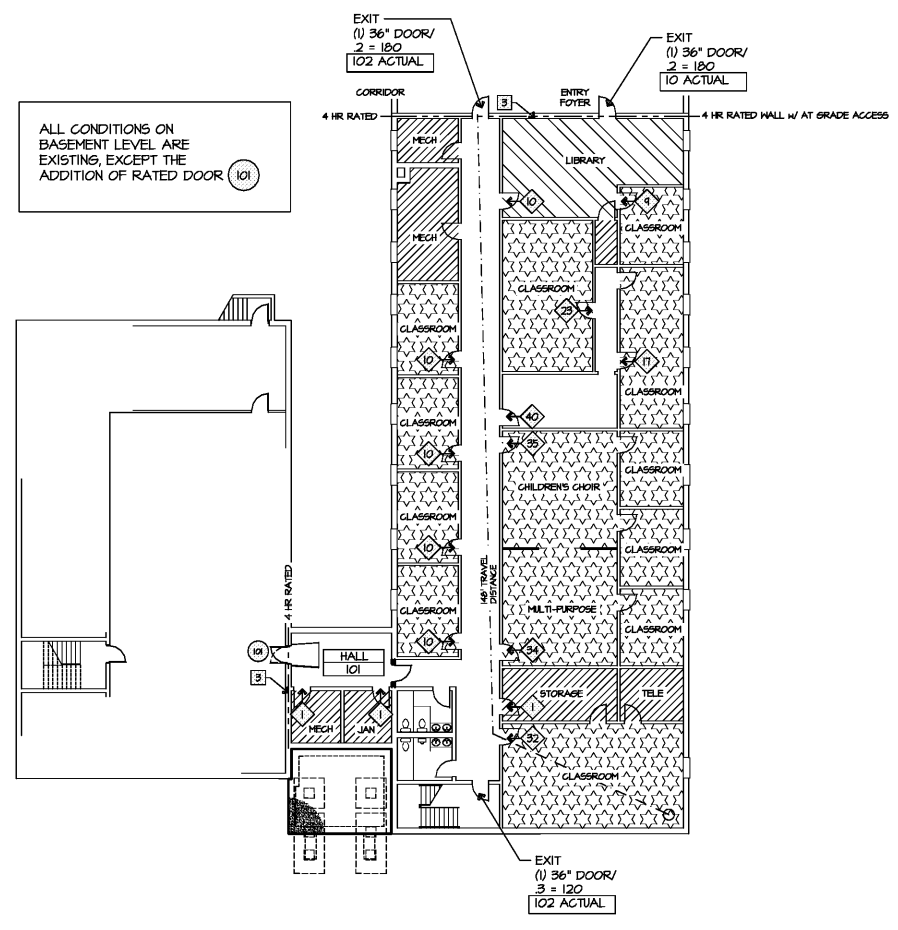 EXIT
(1) 36" DOOR/
.2 = 180
102 ACTUAL
EXIT
(1) 36" DOOR/
.2 = 180
10 ACTUAL
CORRIDOR
ENTRY
FOYER
3
4 HR RATED
4 HR RATED WALL W/ AT GRADE ACCESS
ALL CONDITIONS ON
BASEMENT LEVEL ARE
EXISTING, EXCEPT THE
ADDITION OF RATED DOOR 101
MECH
LIBRARY
10
9
CLASSROOM
MECH
CLASSROOM
23
CLASSROOM
10
17
CLASSROOM
40
CLASSROOM
10
35
CLASSROOM
CHILDREN'S CHOIR
CLASSROOM
10
CLASSROOM
148' TRAVEL
DISTANCE
4 HR RATED
CLASSROOM
10
MULTI-PURPOSE
CLASSROOM
34
101
HALL
101
3
STORAGE
TELE
1
1
1
MECH
JAN
32
CLASSROOM
EXIT
(1) 36" DOOR/
.3 = 120
102 ACTUAL